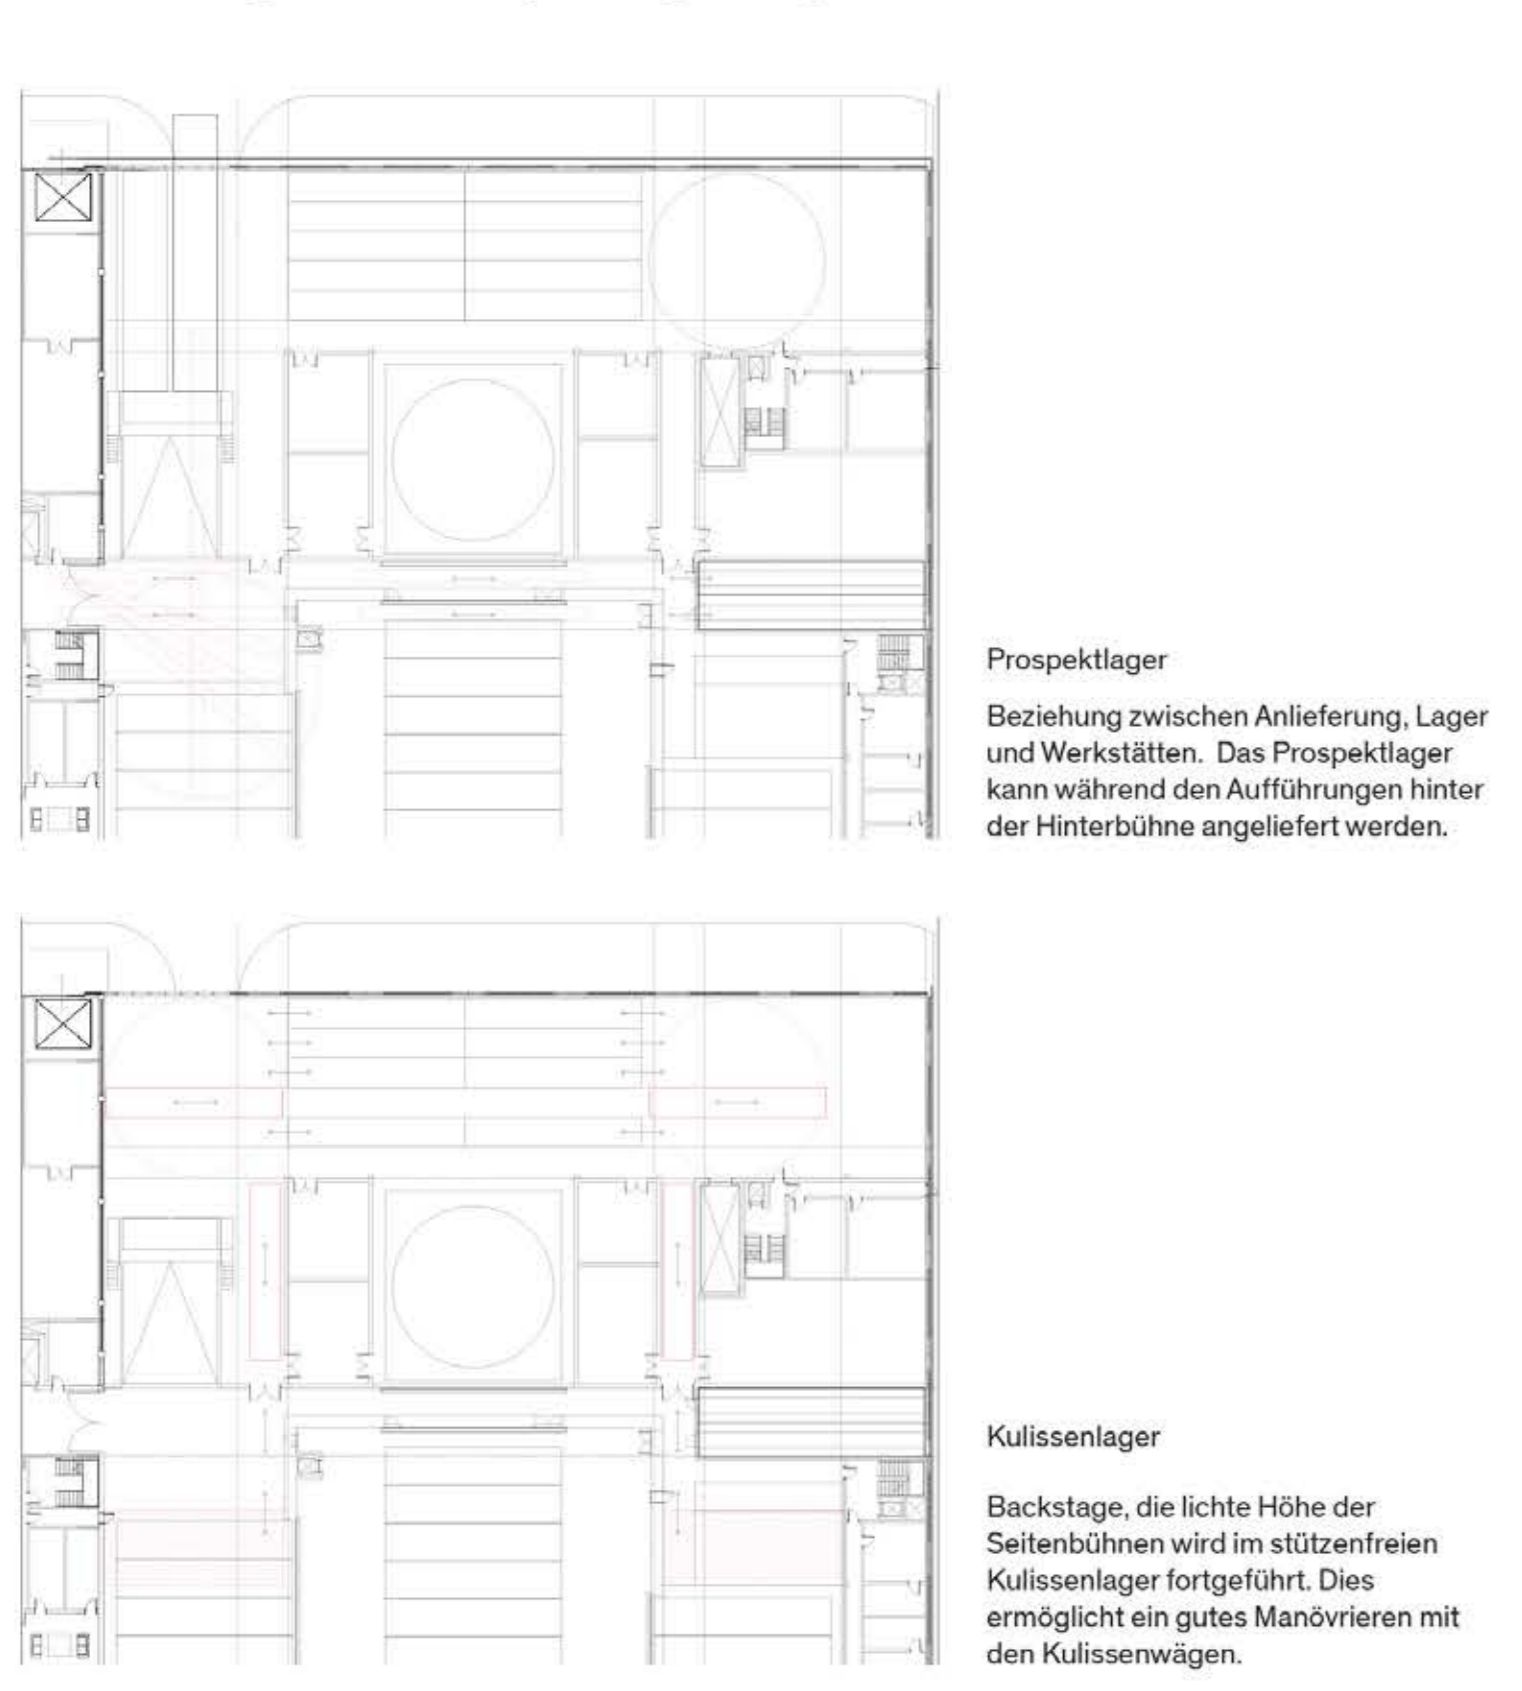 Prospektlager
Beziehung zwischen Anlieferung, Lager
und Werkstätten. Das Prospektlager
kann während den Aufführungen hinter
der Hinterbühne angeliefert werden.
Kulissenlager
Backstage, die lichte Höhe der
Seitenbühnen wird im stützenfreien
Kulissenlager fortgeführt. Dies
ermöglicht ein gutes Manövrieren mit
den Kulissenwägen.